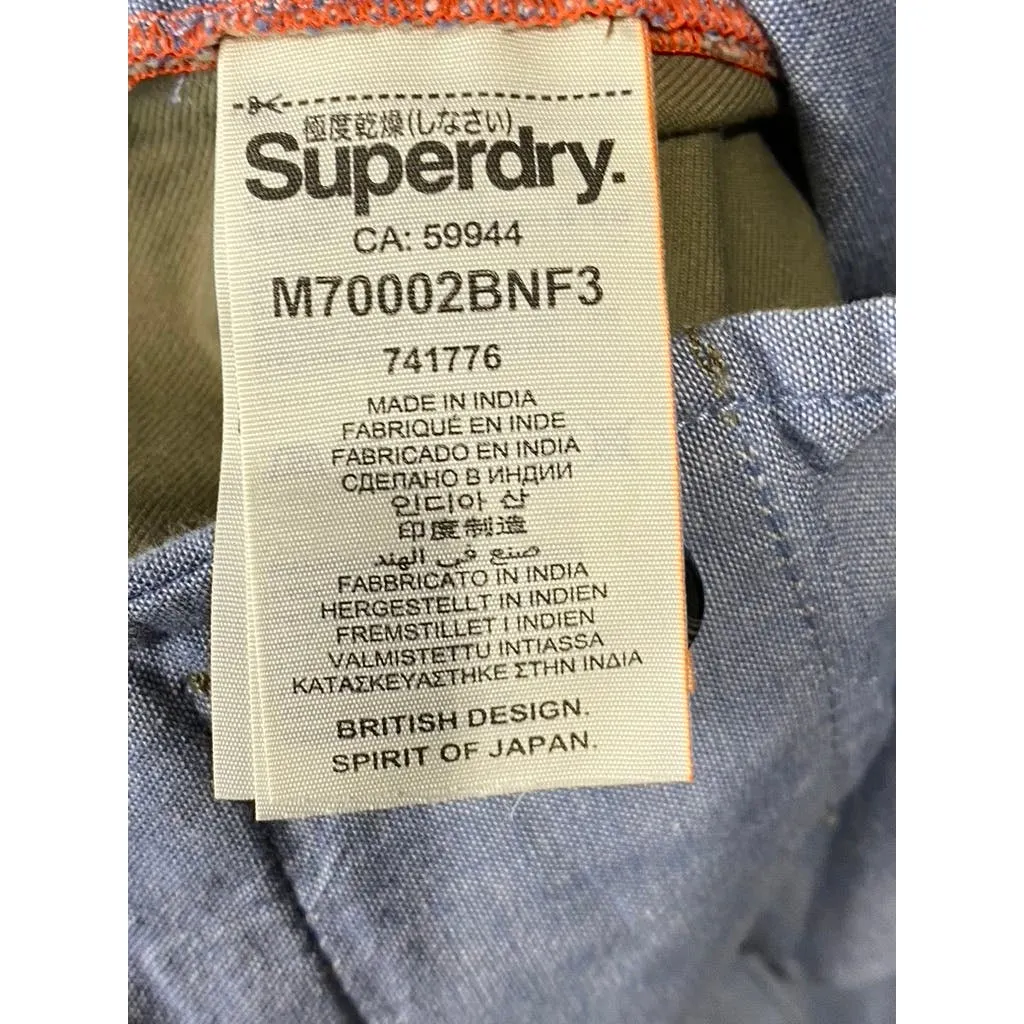 極度乾燥(しなさい)
Superdry.
CA: 59944
M70002BNF3
741776
MADE IN INDIA
FABRIQUÉ EN INDE
FABRICADO EN INDIA
СДЕЛАНО В ИНДИИ
인디아 산
印度制造
صنع في الهند
FABBRICATO IN INDIA
HERGESTELLT IN INDIEN
FREMSTILLET I INDIEN
VALMISTETTU INTIASSA
ΚΑΤΑΣΚΕΥΑΣΤΗΚΕ ΣΤΗΝ ΙΝΔΙΑ
BRITISH DESIGN.
SPIRIT OF JAPAN.